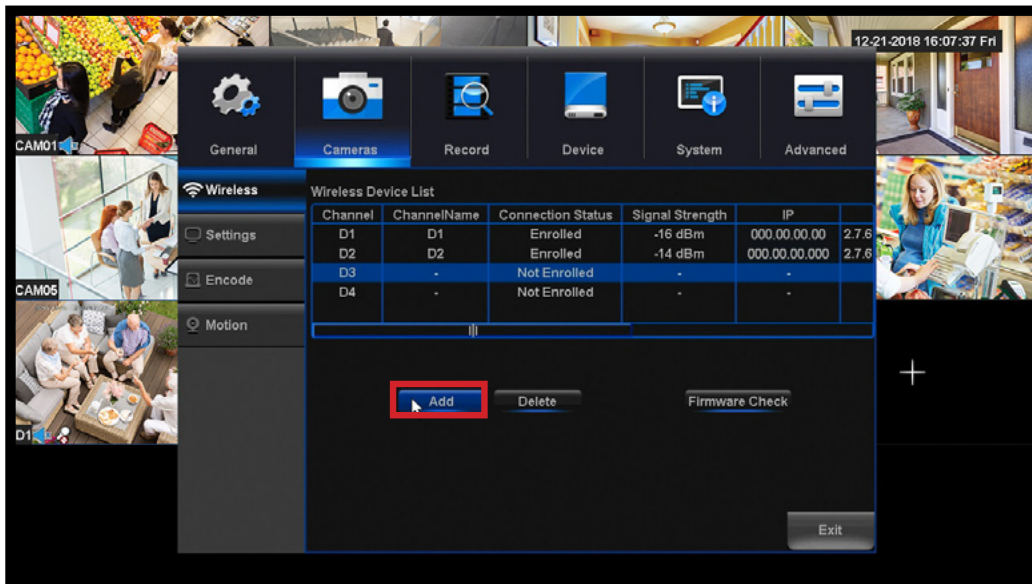 12-21-2018 16:07:37 Fri
CAM01
General Cameras Record Device System Advanced
Wireless
Settings
Encode
Motion
Wireless Device List
Channel ChannelName Connection Status Signal Strength IP
D1 D1 Enrolled -16 dBm 000.00.00.00 2.7.6
D2 D2 Enrolled -14 dBm 000.00.00.000 2.7.6
D3 - Not Enrolled - -
D4 - Not Enrolled - -
CAM05
D1
Add Delete Firmware Check
Exit